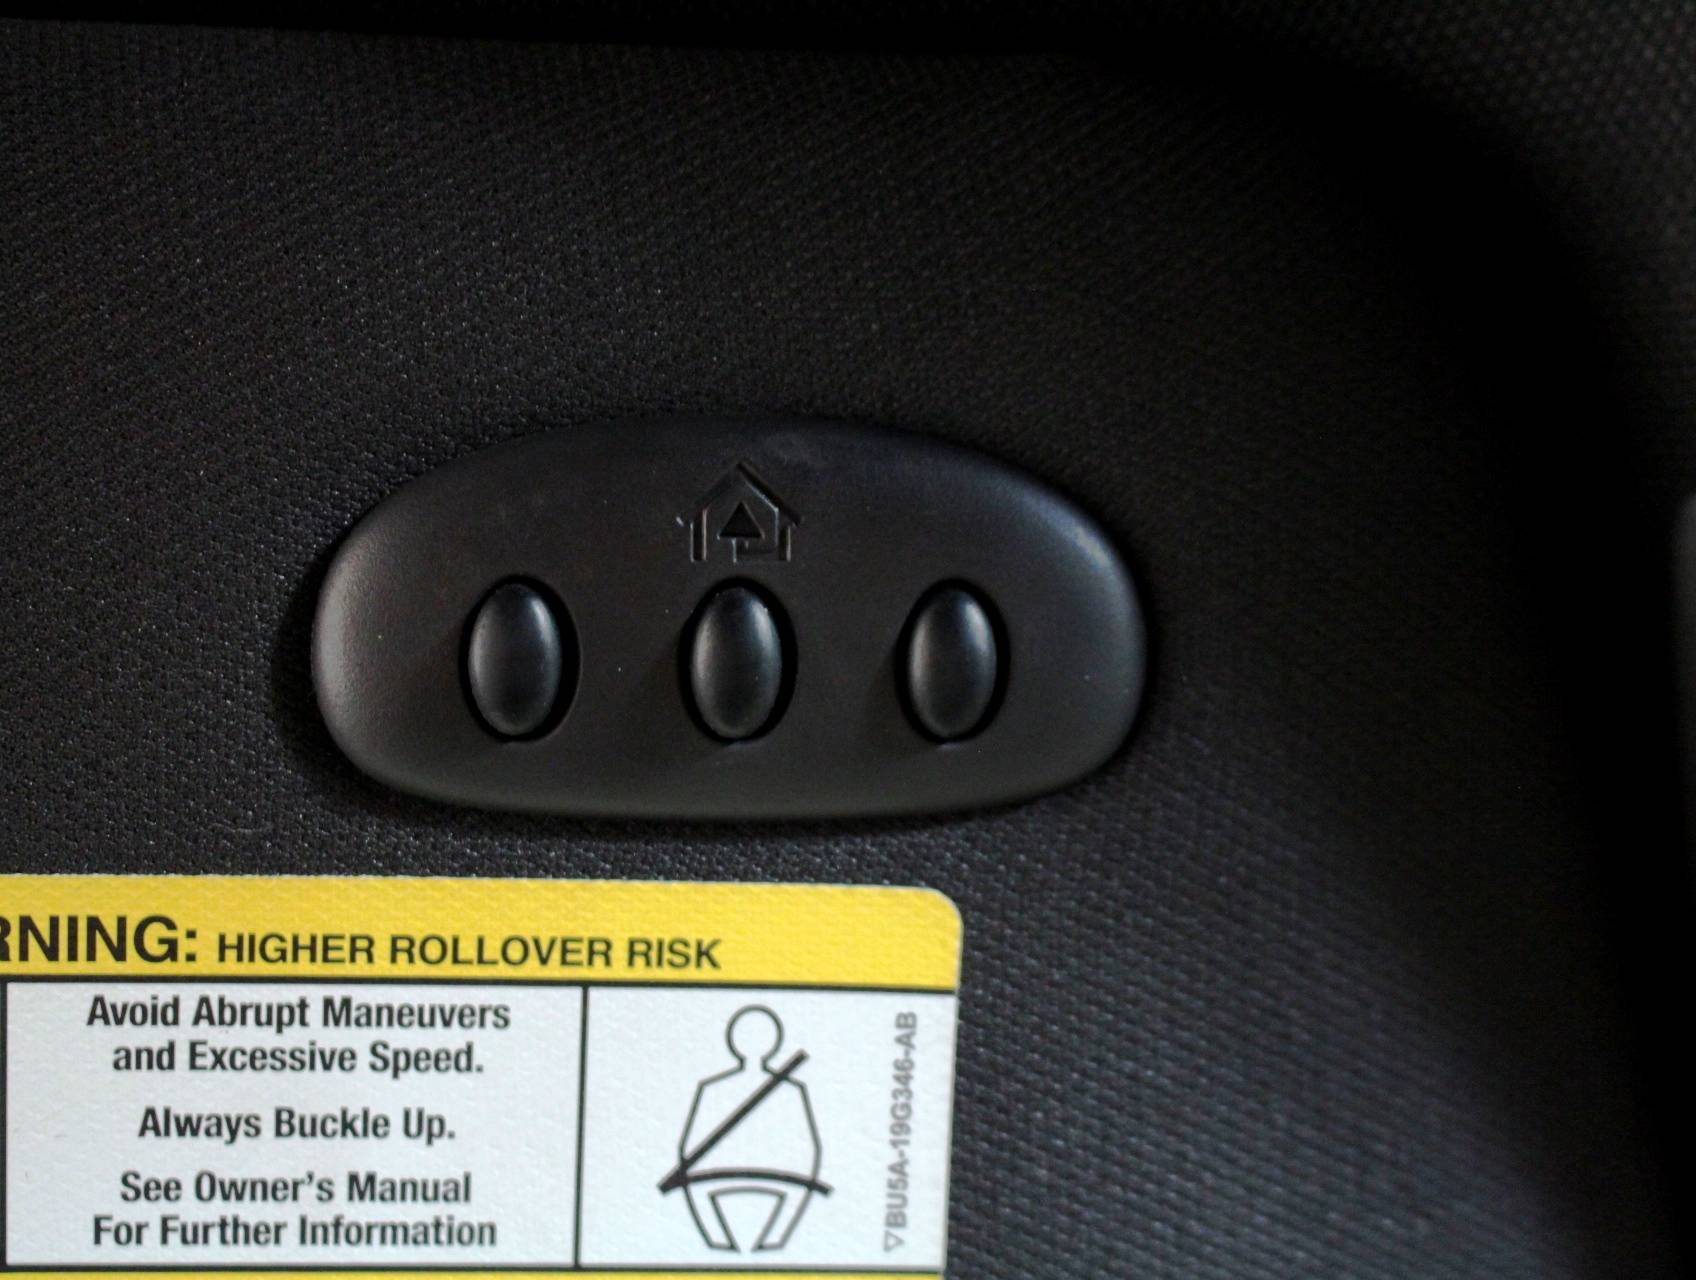 RNING: HIGHER ROLLOVER RISK
Avoid Abrupt Maneuvers
and Excessive Speed.
Always Buckle Up.
See Owner's Manual
For Further Information
BU5A-19G346-AB